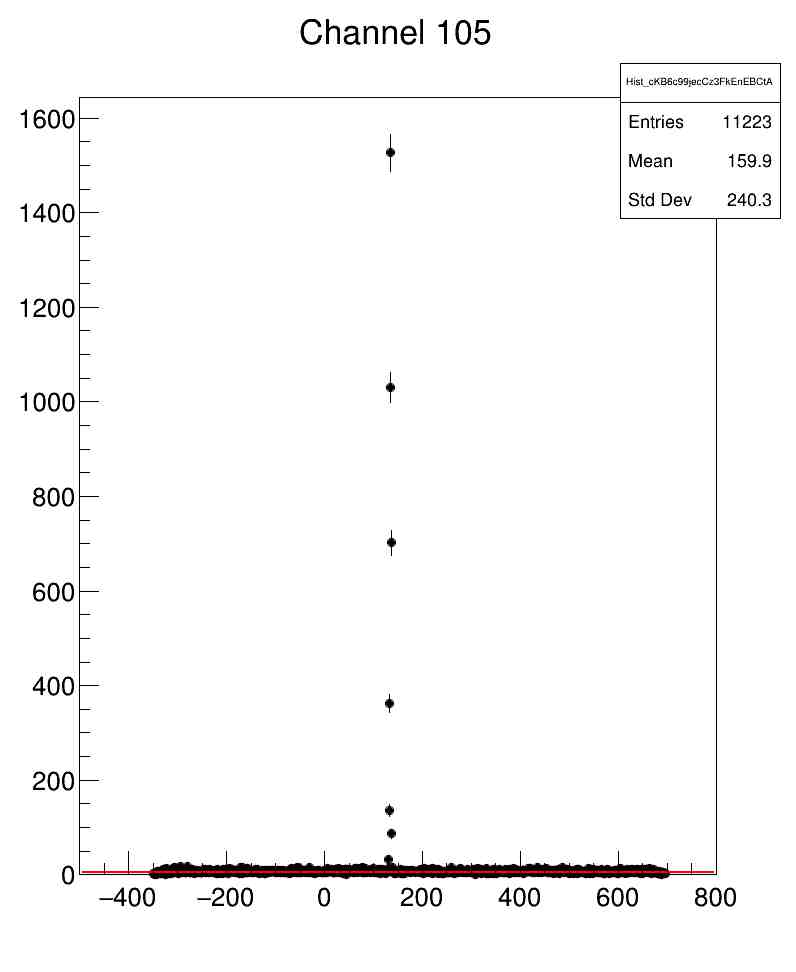 Channel 105
Hist_cKB6c99jecCz3FkEnEBCtA
Entries 11223
Mean 159.9
Std Dev 240.3
1600
1400
1200
1000
800
600
400
200
0
−400 −200 0 200 400 600 800